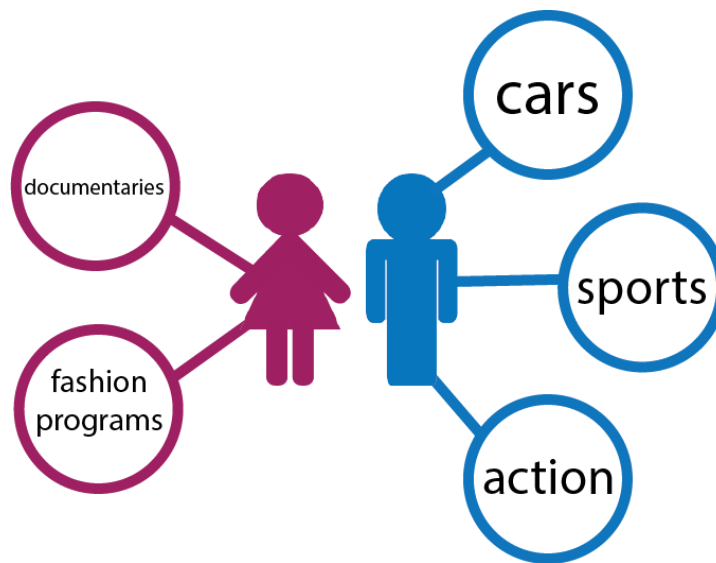 documentaries
fashion
programs
cars
sports
action